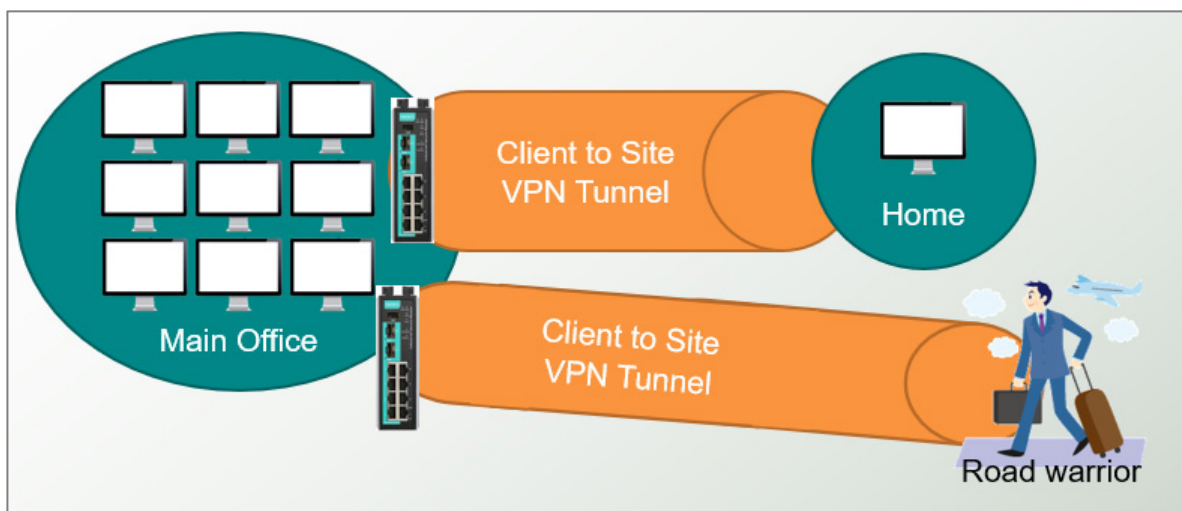 Client to Site
VPN Tunnel
Home
Main Office
Client to Site
VPN Tunnel
Road warrior